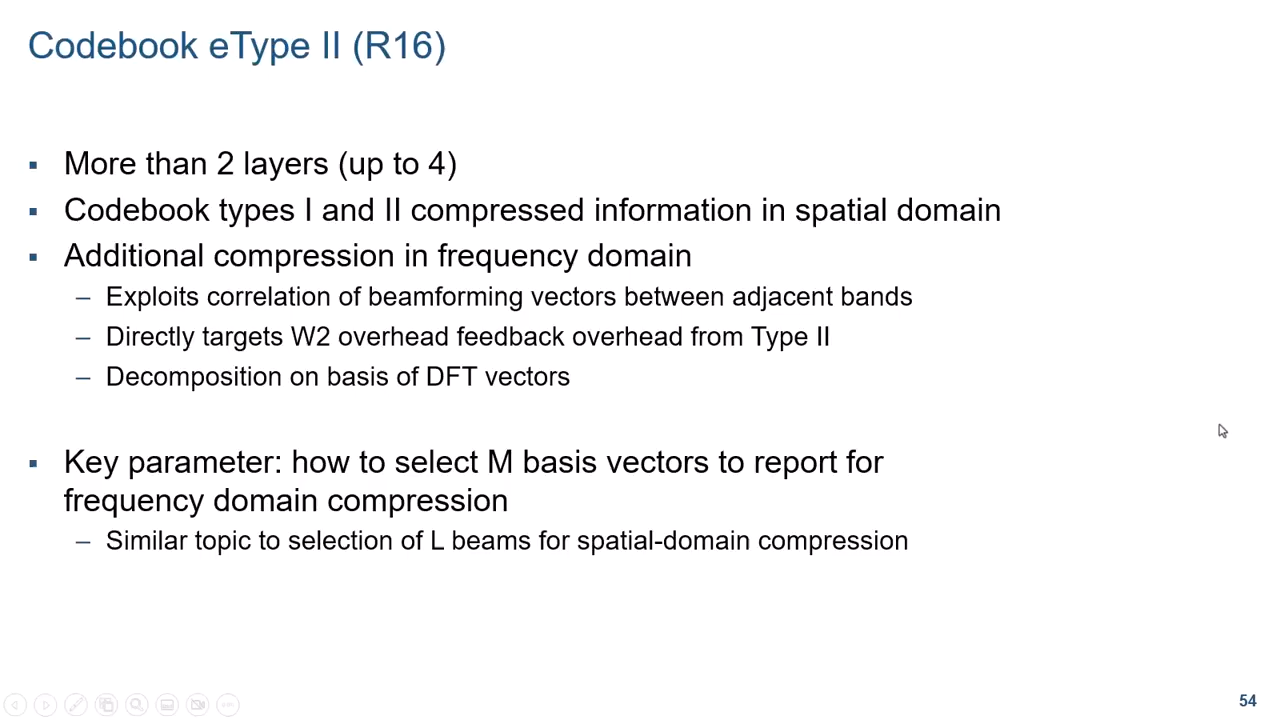 Codebook eType II (R16)
▪ More than 2 layers (up to 4)
▪ Codebook types I and II compressed information in spatial domain
▪ Additional compression in frequency domain
– Exploits correlation of beamforming vectors between adjacent bands
– Directly targets W2 overhead feedback overhead from Type II
– Decomposition on basis of DFT vectors
▪ Key parameter: how to select M basis vectors to report for
frequency domain compression
– Similar topic to selection of L beams for spatial-domain compression
54